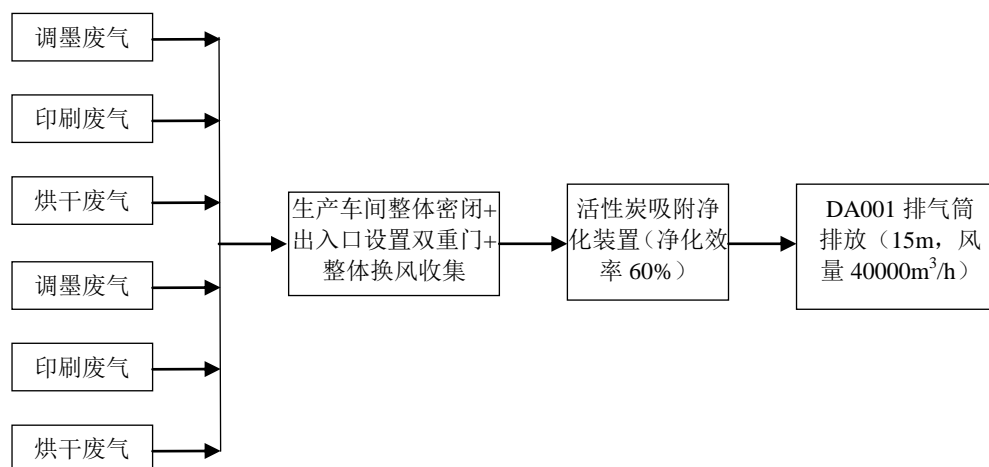 调墨废气
印刷废气
烘干废气
调墨废气
印刷废气
烘干废气
生产车间整体密闭+
出入口设置双重门+
整体换风收集
活性炭吸附净
化装置（净化效
率 60%）
DA001 排气筒
排放（15m，风
量 40000m³/h）